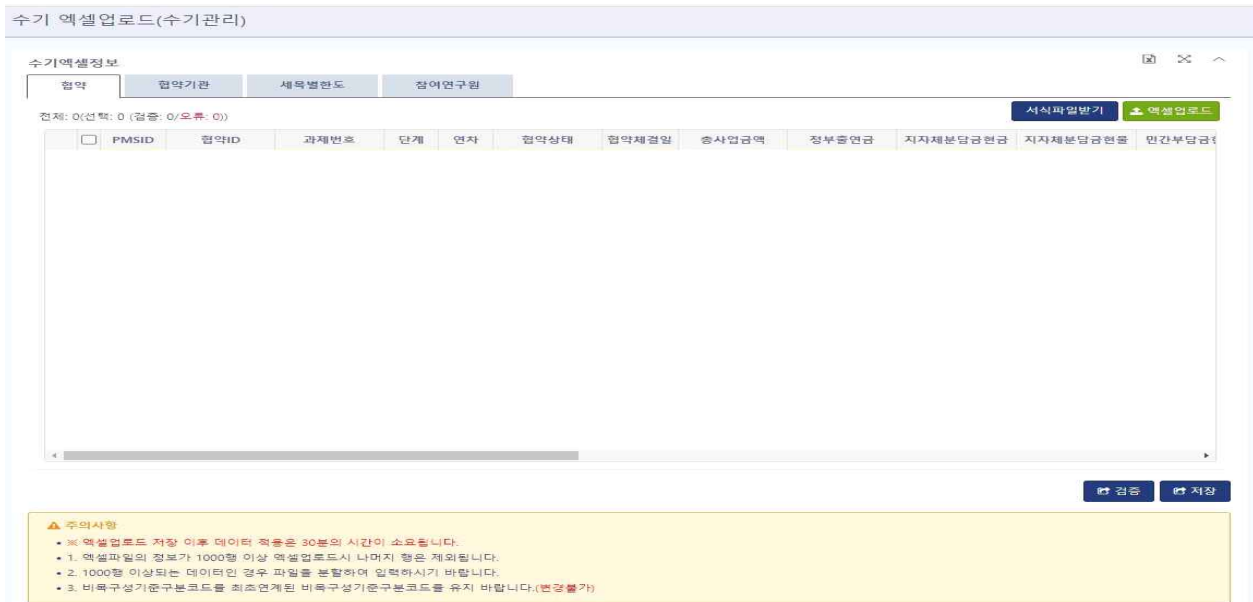 수기 엑셀업로드(수기관리)
수기엑셀정보
협약 협약기관 세목별한도 참여연구원
전체: 0(선택: 0 (검증: 0/오류: 0))
서식파일받기 엑셀업로드
PMSID 협약ID 과제번호 단계 연차 협약상태 협약체결일 총사업금액 정부출연금 지자체분담금현금 지자체분담금현물 민간부담금
검증 저장
주의사항
• ※ 엑셀업로드 저장 이후 데이터 적용은 30분의 시간이 소요됩니다.
• 1. 엑셀파일의 정보가 1000행 이상 엑셀업로드시 나머지 행은 제외됩니다.
• 2. 1000행 이상되는 데이터인 경우 파일을 분할하여 입력하시기 바랍니다.
• 3. 비목구성기준구분코드를 최초연계된 비목구성기준구분코드를 유지 바랍니다.(변경불가)